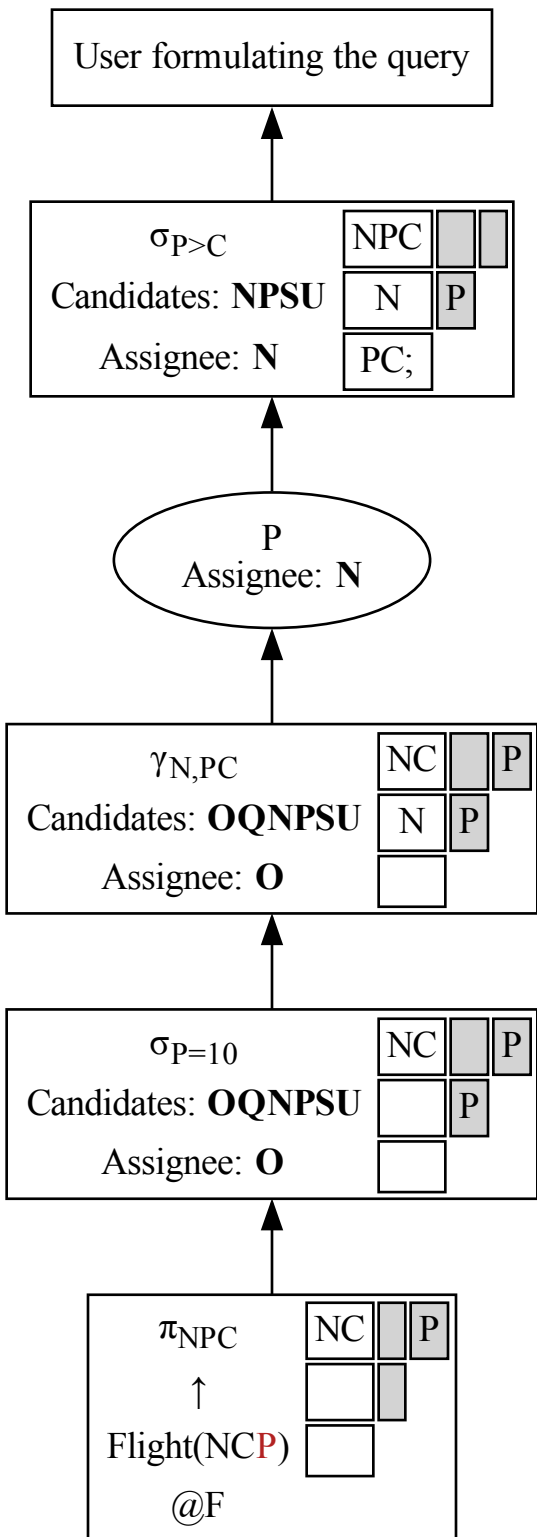 User formulating the query
σP>C NPC
Candidates: NPSU N P
Assignee: N PC;
P
Assignee: N
γN,PC NC P
Candidates: OQNPSU N P
Assignee: O
σP=10 NC P
Candidates: OQNPSU P
Assignee: O
πNPC NC P
↑
Flight(NCP)
@F